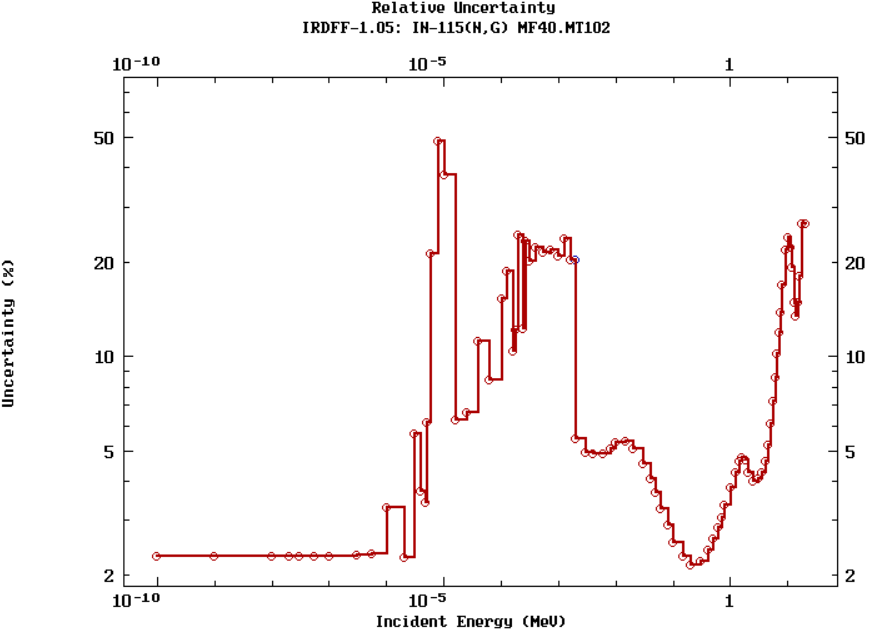 Relative Uncertainty
IRDFF-1.05: IN-115(N,G) MF40.MT102
10-10 10-5 1
50 50
20 20
10 10
5 5
2 2
Uncertainty (%)
10-10 10-5 1
Incident Energy (MeV)